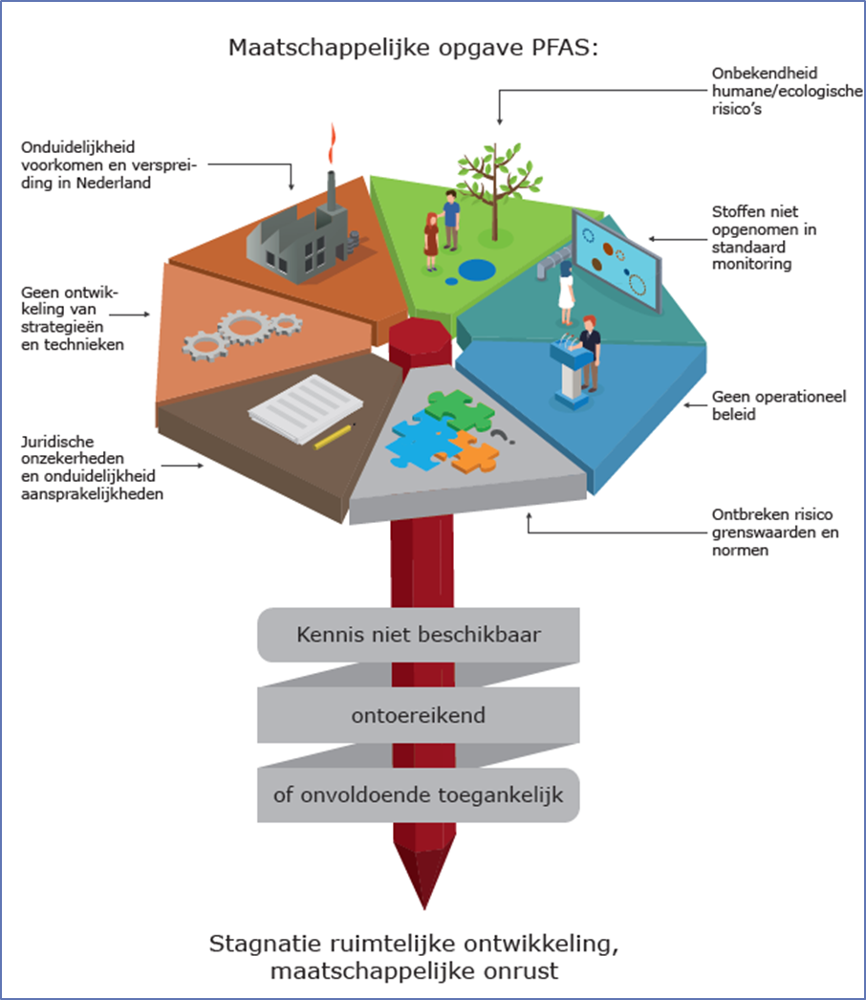 Maatschappelijke opgave PFAS:
Onbekendheid
humane/ecologische
risico's
Onduidelijkheid
voorkomen en versprei-
ding in Nederland
Stoffen niet
opgenomen in
standaard
monitoring
Geen ontwik-
keling van
strategieën
en technieken
Geen operationeel
beleid
Juridische
onzekerheden
en onduidelijkheid
aansprakelijkheden
Ontbreken risico
grenswaarden en
normen
Kennis niet beschikbaar
ontoereikend
of onvoldoende toegankelijk
Stagnatie ruimtelijke ontwikkeling,
maatschappelijke onrust